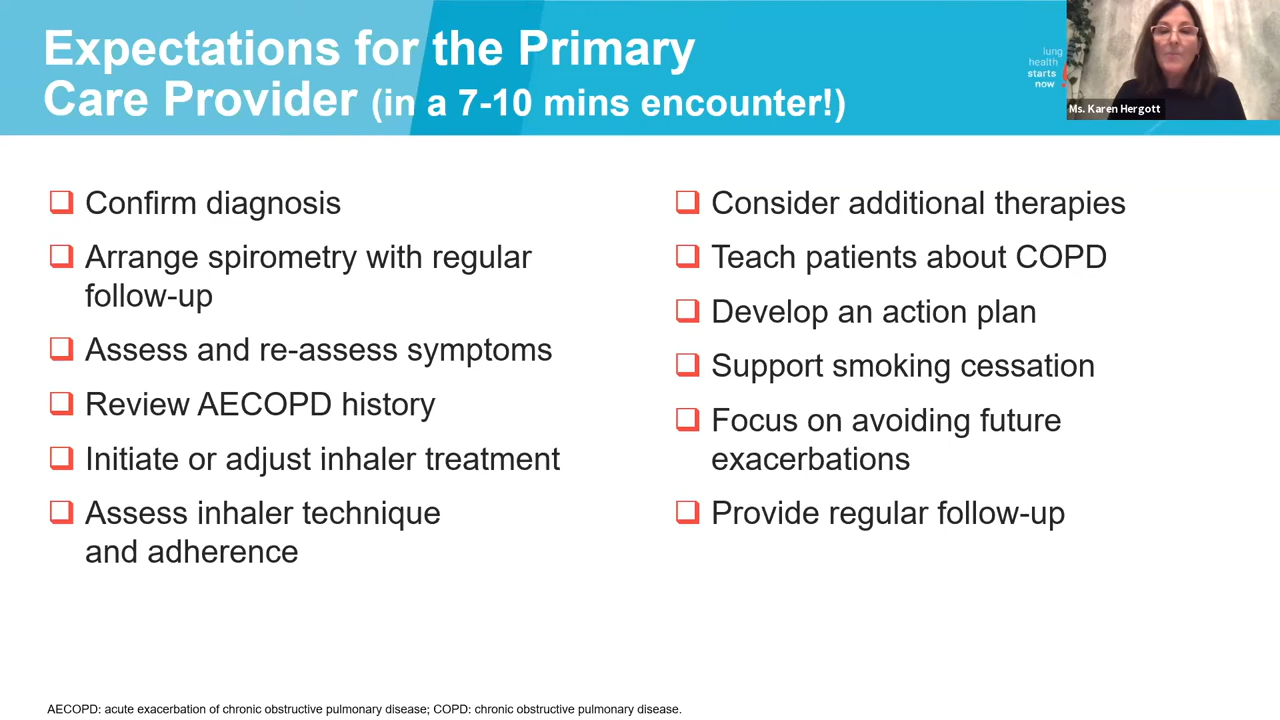 Expectations for the Primary
Care Provider (in a 7-10 mins encounter!)
lung
health
starts
now
Ms. Karen Hergott
Confirm diagnosis
Arrange spirometry with regular
follow-up
Assess and re-assess symptoms
Review AECOPD history
Initiate or adjust inhaler treatment
Assess inhaler technique
and adherence
Consider additional therapies
Teach patients about COPD
Develop an action plan
Support smoking cessation
Focus on avoiding future
exacerbations
Provide regular follow-up
AECOPD: acute exacerbation of chronic obstructive pulmonary disease; COPD: chronic obstructive pulmonary disease.